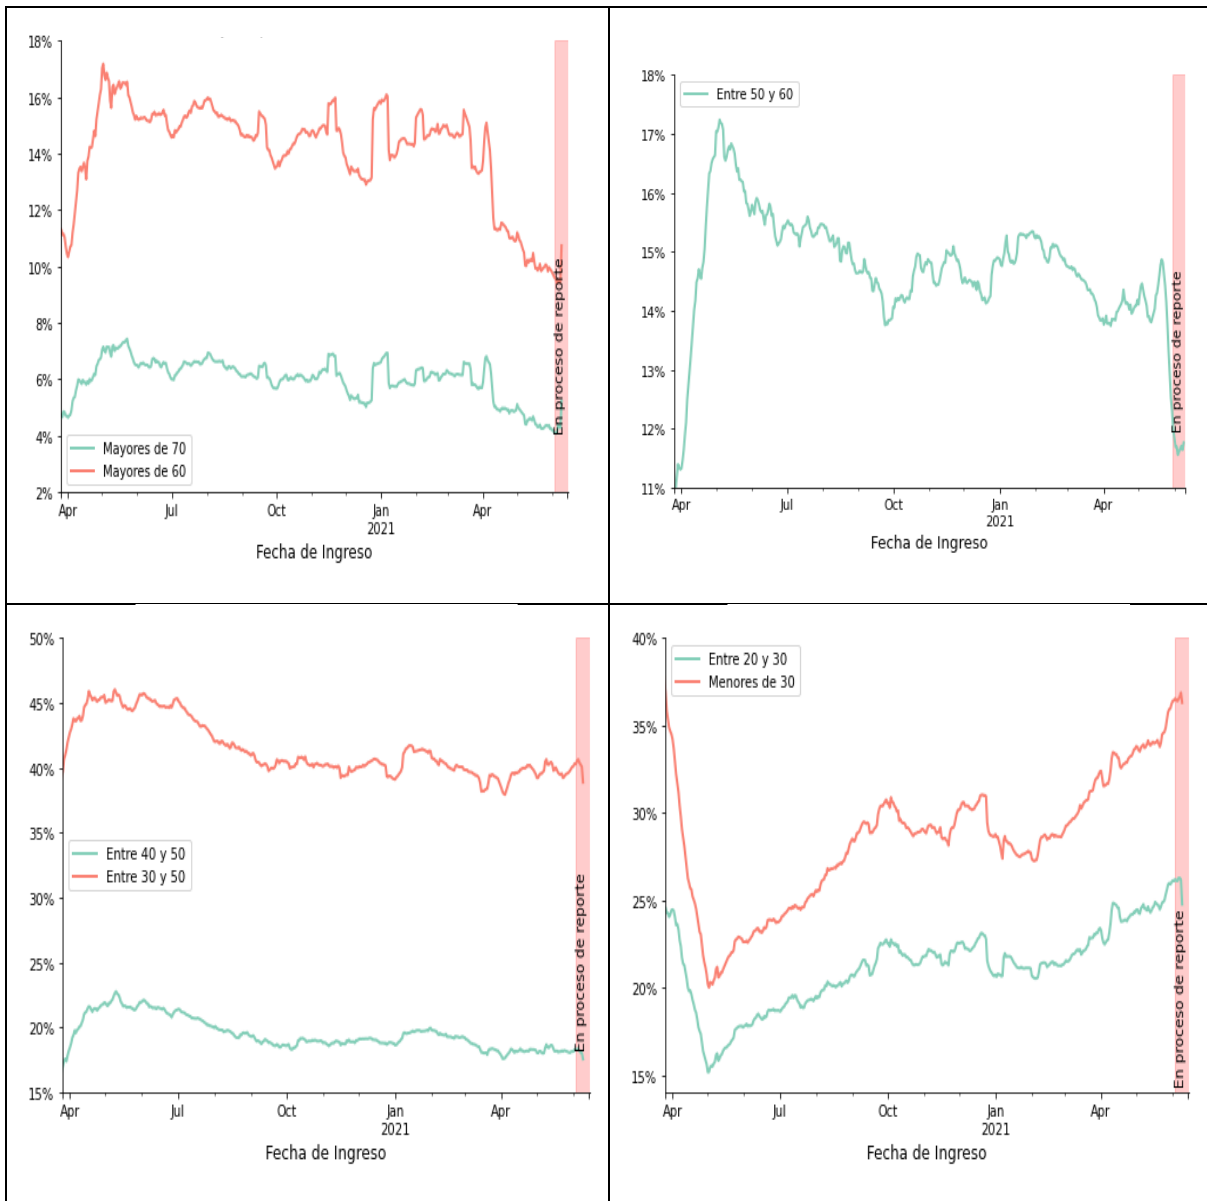 18%
16%
14%
12%
10%
8%
6%
4%
2%
Mayores de 70
Mayores de 60
En proceso de reporte
Apr
Jul
Oct
Jan
2021
Apr
Fecha de Ingreso
18%
17%
16%
15%
14%
13%
12%
11%
Entre 50 y 60
En proceso de reporte
Apr
Jul
Oct
Jan
2021
Apr
Fecha de Ingreso
50%
45%
40%
35%
30%
25%
20%
15%
Entre 40 y 50
Entre 30 y 50
En proceso de reporte
Apr
Jul
Oct
Jan
2021
Apr
Fecha de Ingreso
40%
35%
30%
25%
20%
15%
Entre 20 y 30
Menores de 30
En proceso de reporte
Apr
Jul
Oct
Jan
2021
Apr
Fecha de Ingreso